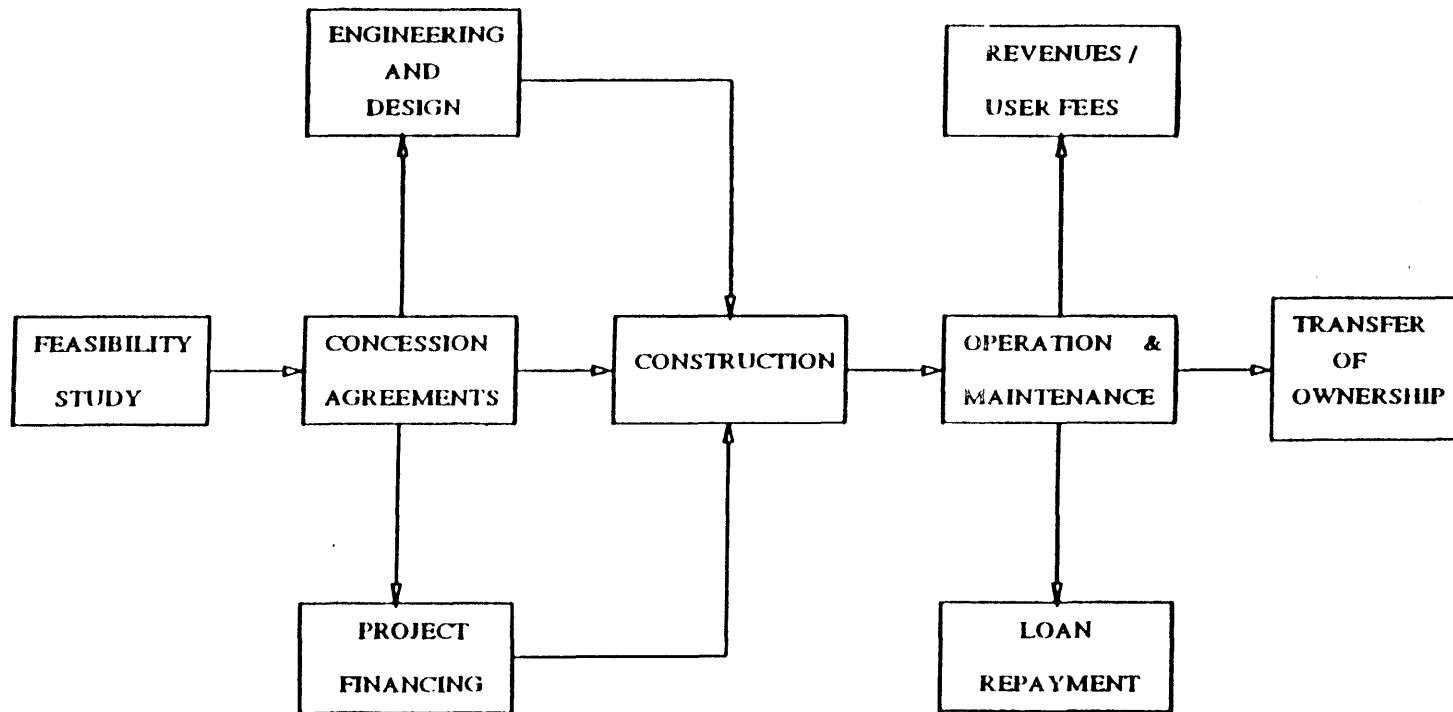 ENGINEERING
AND
DESIGN
REVENUES /
USER FEES
FEASIBILITY
STUDY
CONCESSION
AGREEMENTS
CONSTRUCTION
OPERATION &
MAINTENANCE
TRANSFER
OF
OWNERSHIP
PROJECT
FINANCING
LOAN
REPAYMENT